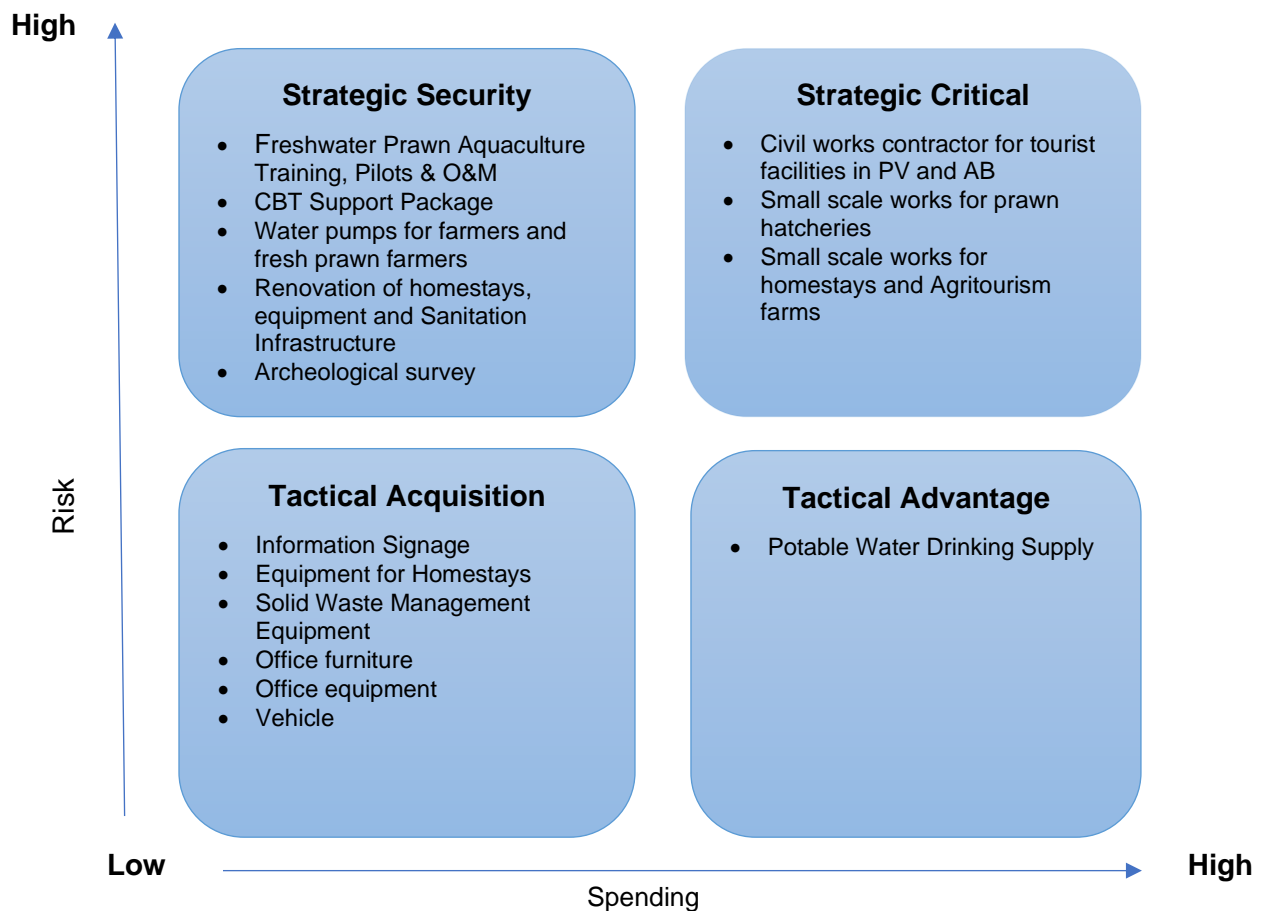 High
Strategic Security
• Freshwater Prawn Aquaculture
Training, Pilots & O&M
• CBT Support Package
• Water pumps for farmers and
fresh prawn farmers
• Renovation of homestays,
equipment and Sanitation
Infrastructure
• Archeological survey
Strategic Critical
• Civil works contractor for tourist
facilities in PV and AB
• Small scale works for prawn
hatcheries
• Small scale works for
homestays and Agritourism
farms
Risk
Tactical Acquisition
• Information Signage
• Equipment for Homestays
• Solid Waste Management
Equipment
• Office furniture
• Office equipment
• Vehicle
Tactical Advantage
• Potable Water Drinking Supply
Low
High
Spending